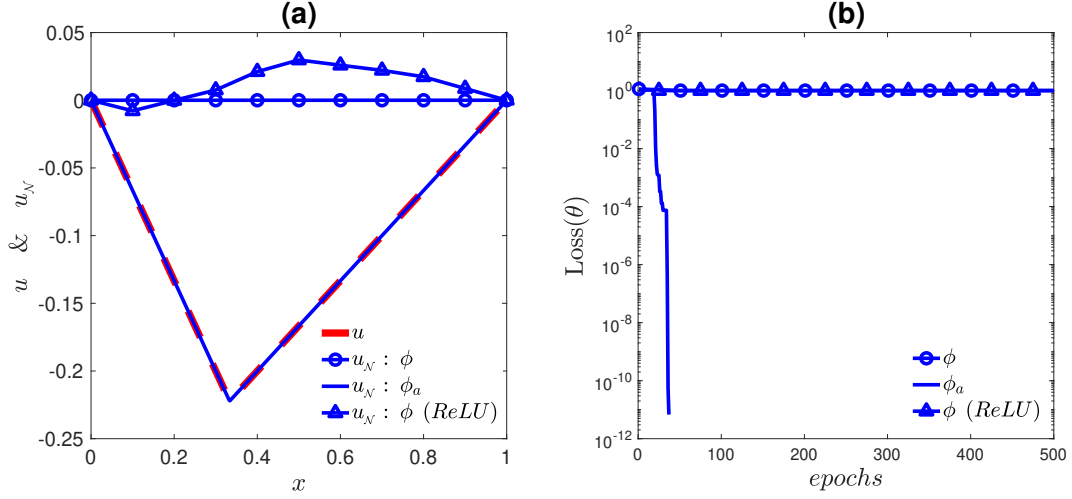 (a)
0.05
0
-0.05
-0.1
-0.15
-0.2
-0.25
u & u_𝒩
0 0.2 0.4 0.6 0.8 1
x
u
u_𝒩 : ϕ
u_𝒩 : ϕ_a
u_𝒩 : ϕ (ReLU)
(b)
10^2
10^0
10^-2
10^-4
10^-6
10^-8
10^-10
10^-12
Loss(θ)
0 100 200 300 400 500
epochs
ϕ
ϕ_a
ϕ (ReLU)